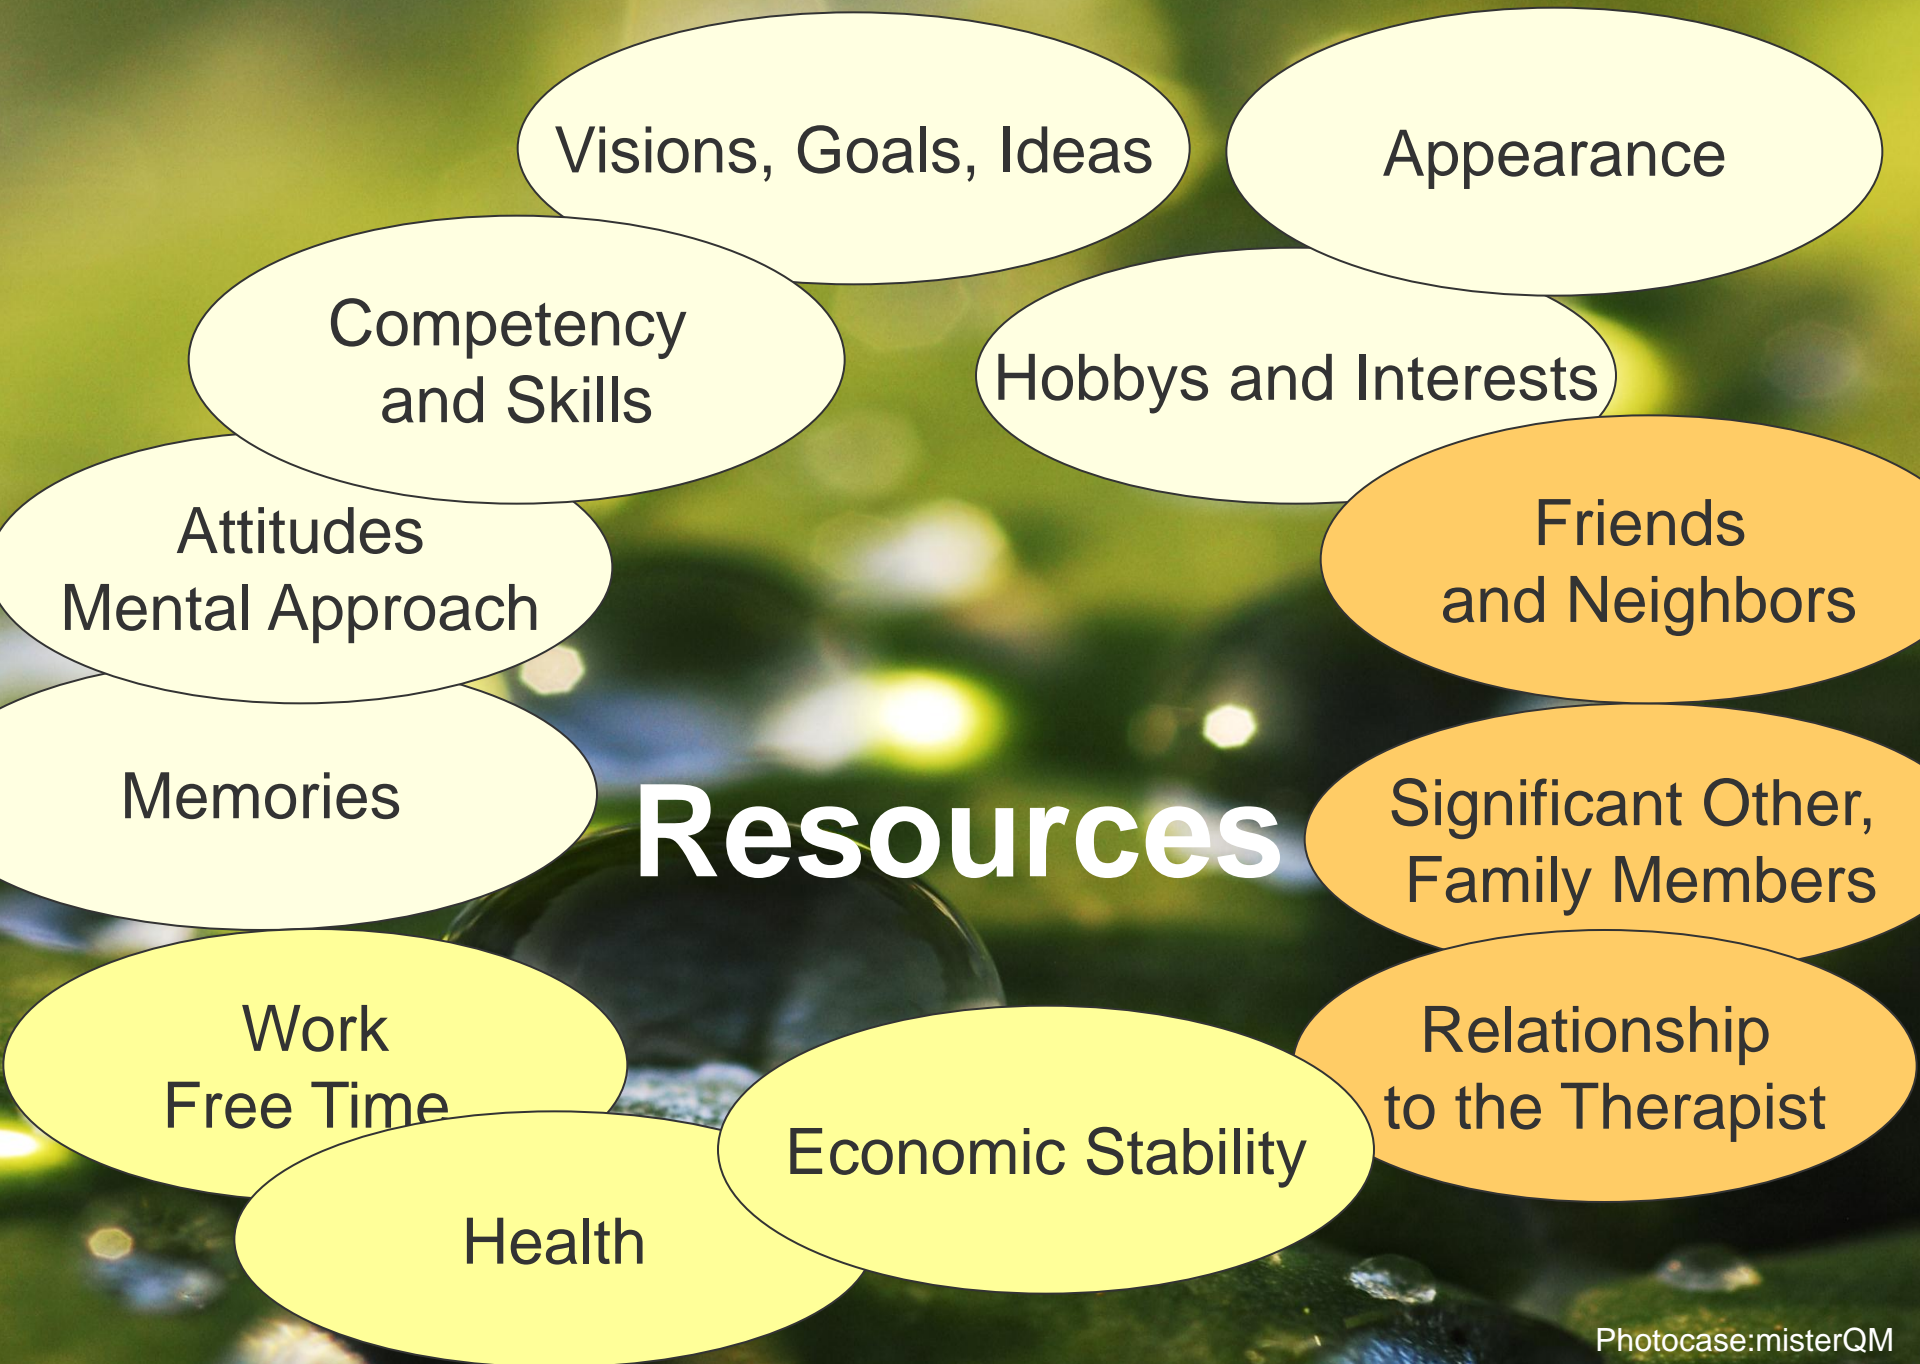 Visions, Goals, Ideas
Appearance
Competency
and Skills
Hobbys and Interests
Attitudes
Mental Approach
Friends
and Neighbors
Memories
Resources
Significant Other,
Family Members
Work
Free Time
Relationship
to the Therapist
Economic Stability
Health
Photocase:misterQM